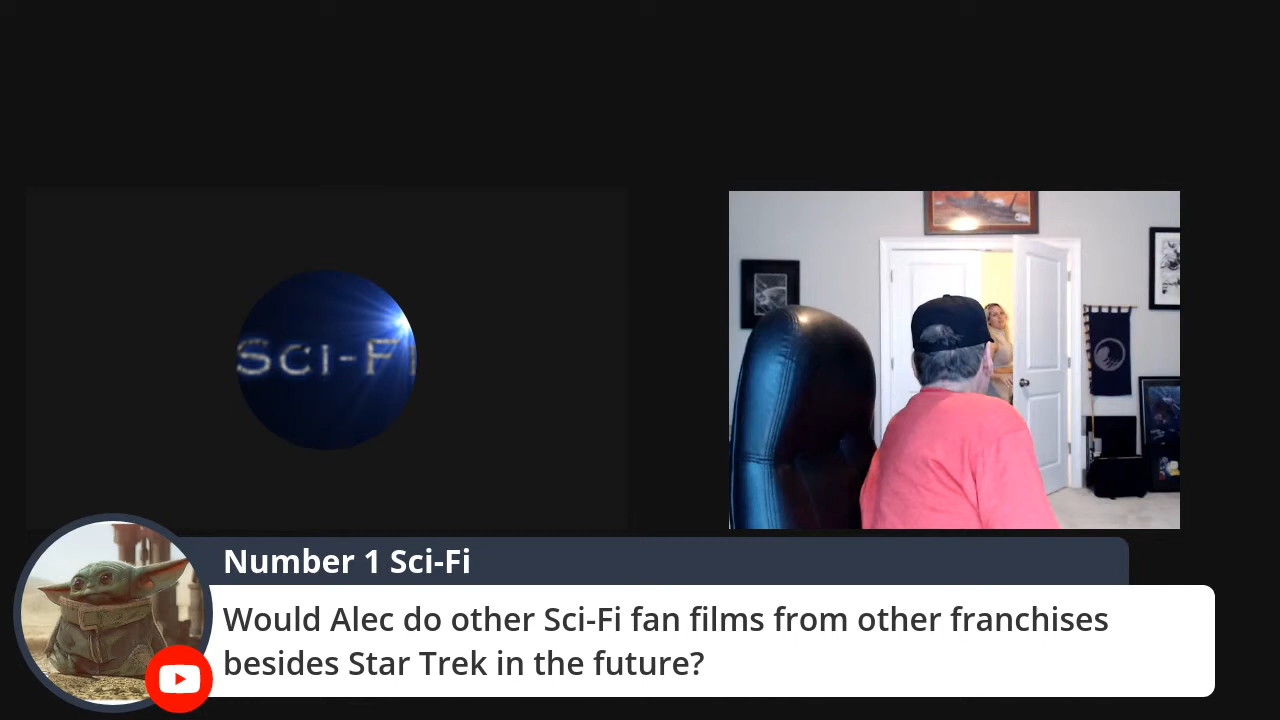 Sci-Fi
Number 1 Sci-Fi
Would Alec do other Sci-Fi fan films from other franchises
besides Star Trek in the future?